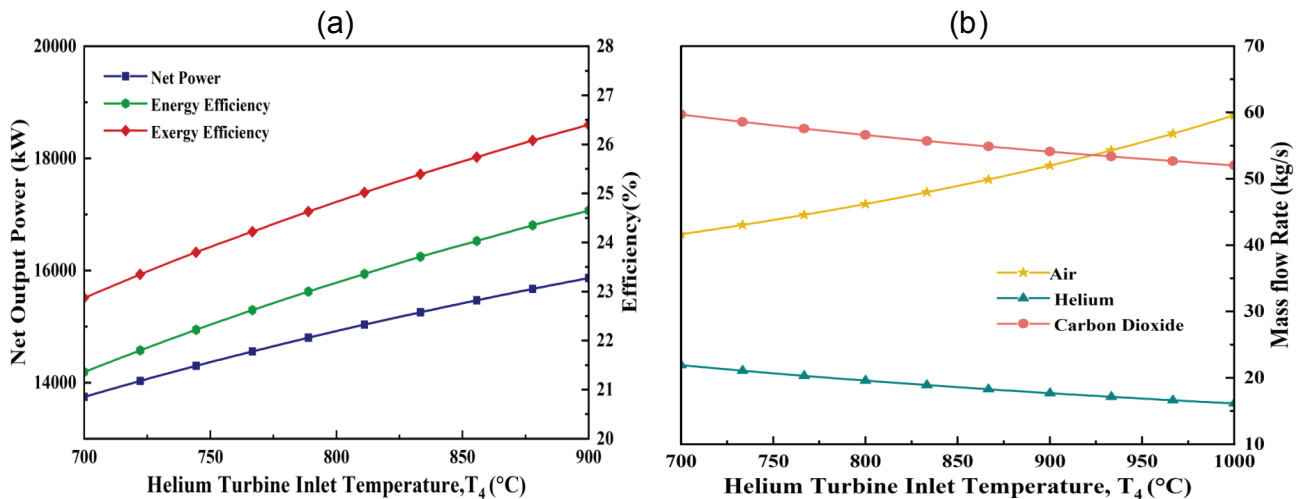 (a)
Net Output Power (kW)
20000
18000
16000
14000
Net Power
Energy Efficiency
Exergy Efficiency
28
27
26
25
24
23
22
21
20
Efficiency(%)
700 750 800 850 900
Helium Turbine Inlet Temperature,T4 (°C)
(b)
70
60
50
40
30
20
10
Mass flow Rate (kg/s)
Air
Helium
Carbon Dioxide
700 750 800 850 900 950 1000
Helium Turbine Inlet Temperature, T4 (°C)